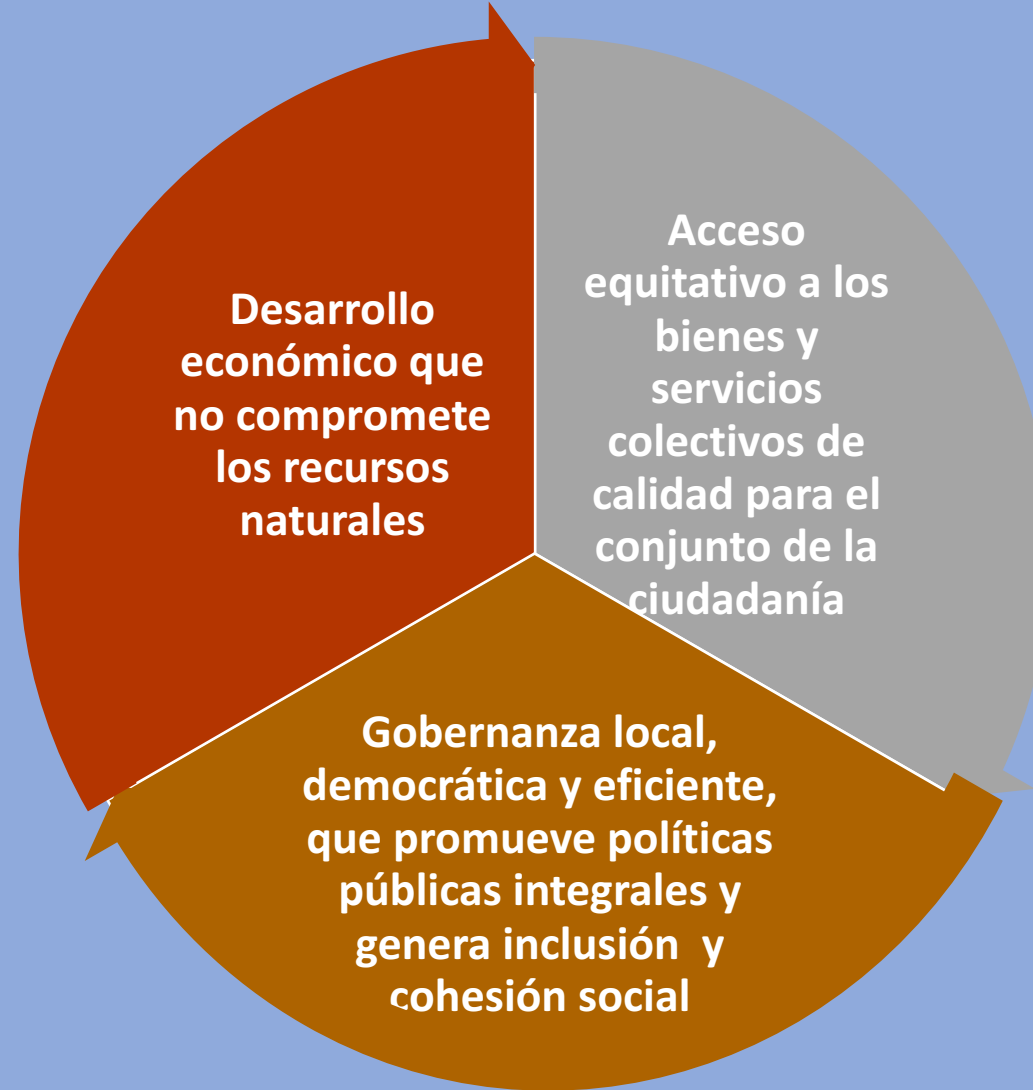 Desarrollo
económico que
no compromete
los recursos
naturales
Acceso
equitativo a los
bienes y
servicios
colectivos de
calidad para el
conjunto de la
ciudadanía
Gobernanza local,
democrática y eficiente,
que promueve políticas
públicas integrales y
genera inclusión y
cohesión social